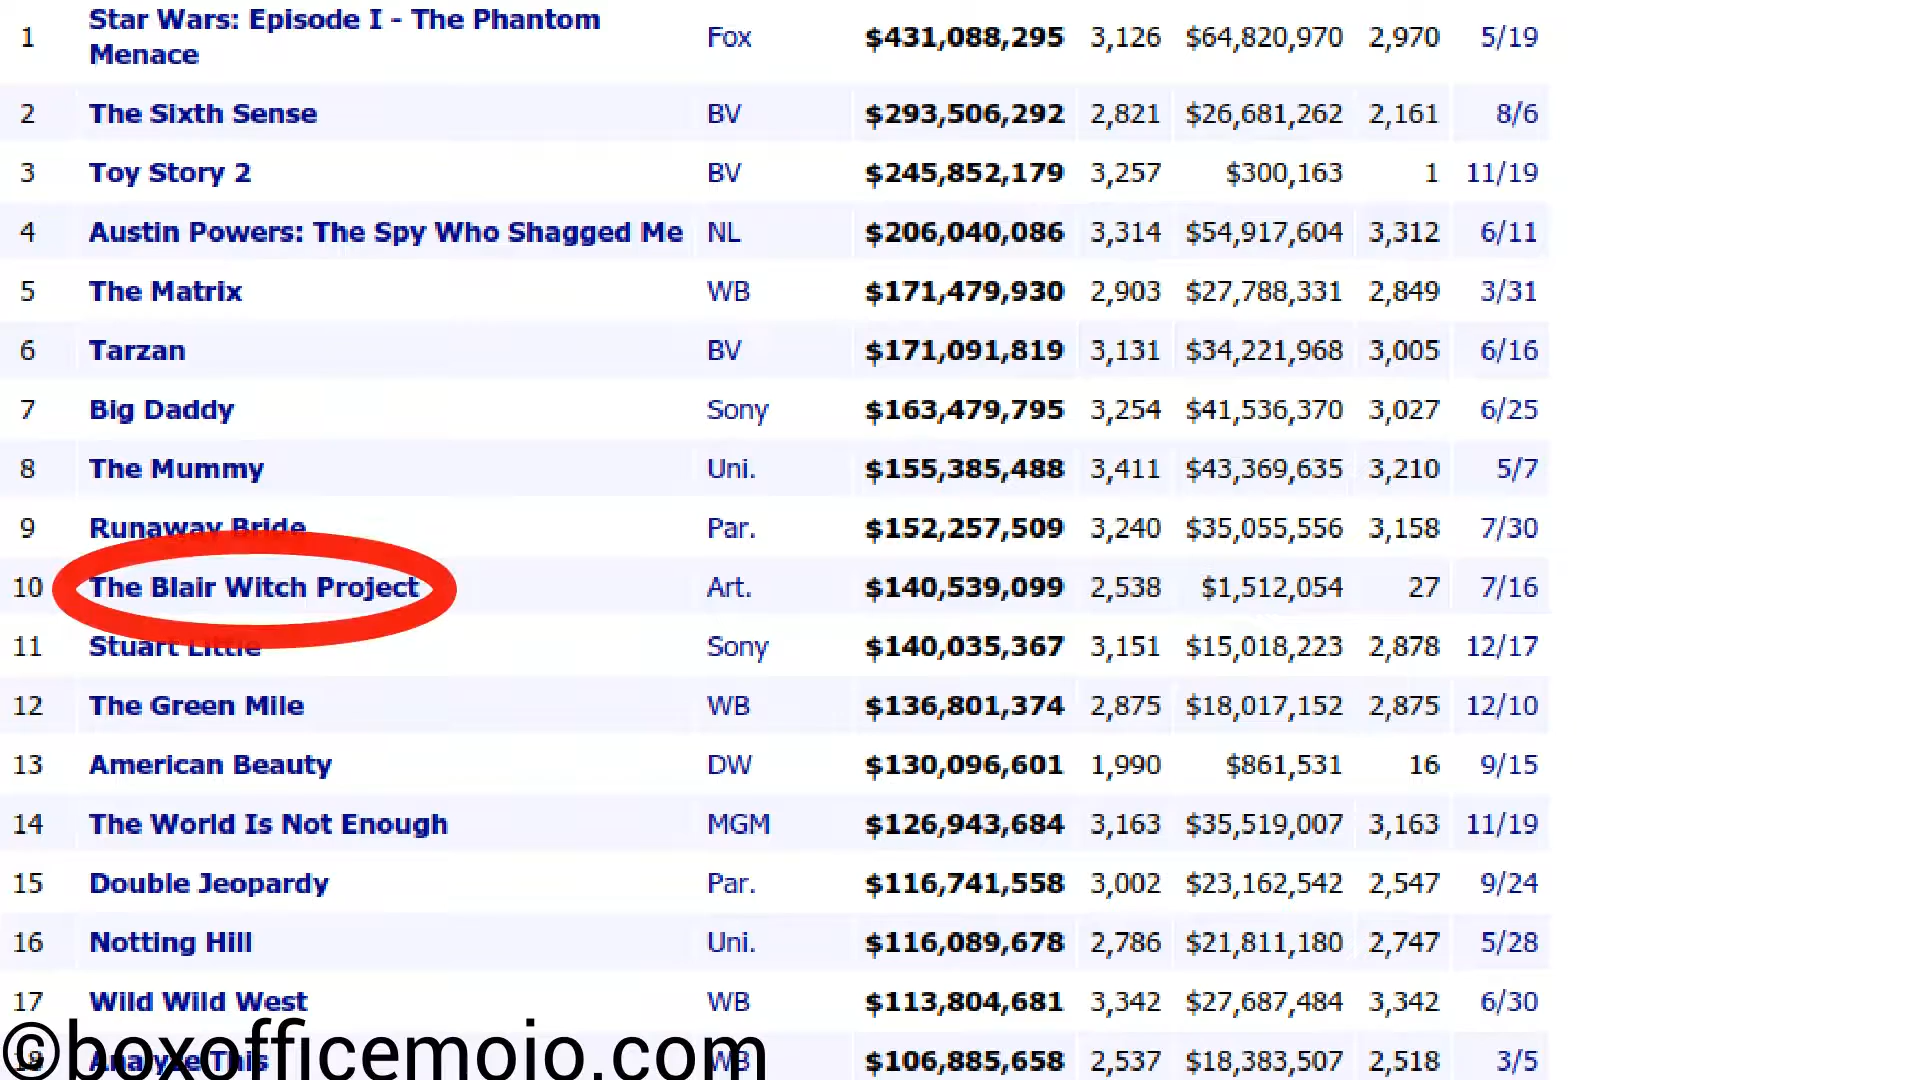 1 Star Wars: Episode I - The Phantom Menace Fox $431,088,295 3,126 $64,820,970 2,970 5/19
2 The Sixth Sense BV $293,506,292 2,821 $26,681,262 2,161 8/6
3 Toy Story 2 BV $245,852,179 3,257 $300,163 1 11/19
4 Austin Powers: The Spy Who Shagged Me NL $206,040,086 3,314 $54,917,604 3,312 6/11
5 The Matrix WB $171,479,930 2,903 $27,788,331 2,849 3/31
6 Tarzan BV $171,091,819 3,131 $34,221,968 3,005 6/16
7 Big Daddy Sony $163,479,795 3,254 $41,536,370 3,027 6/25
8 The Mummy Uni. $155,385,488 3,411 $43,369,635 3,210 5/7
9 Runaway Bride Par. $152,257,509 3,240 $35,055,556 3,158 7/30
10 The Blair Witch Project Art. $140,539,099 2,538 $1,512,054 27 7/16
11 Stuart Little Sony $140,035,367 3,151 $15,018,223 2,878 12/17
12 The Green Mile WB $136,801,374 2,875 $18,017,152 2,875 12/10
13 American Beauty DW $130,096,601 1,990 $861,531 16 9/15
14 The World Is Not Enough MGM $126,943,684 3,163 $35,519,007 3,163 11/19
15 Double Jeopardy Par. $116,741,558 3,002 $23,162,542 2,547 9/24
16 Notting Hill Uni. $116,089,678 2,786 $21,811,180 2,747 5/28
17 Wild Wild West WB $113,804,681 3,342 $27,687,484 3,342 6/30
18 Analyze This WB $106,885,658 2,537 $18,383,507 2,518 3/5
©boxofficemojo.com